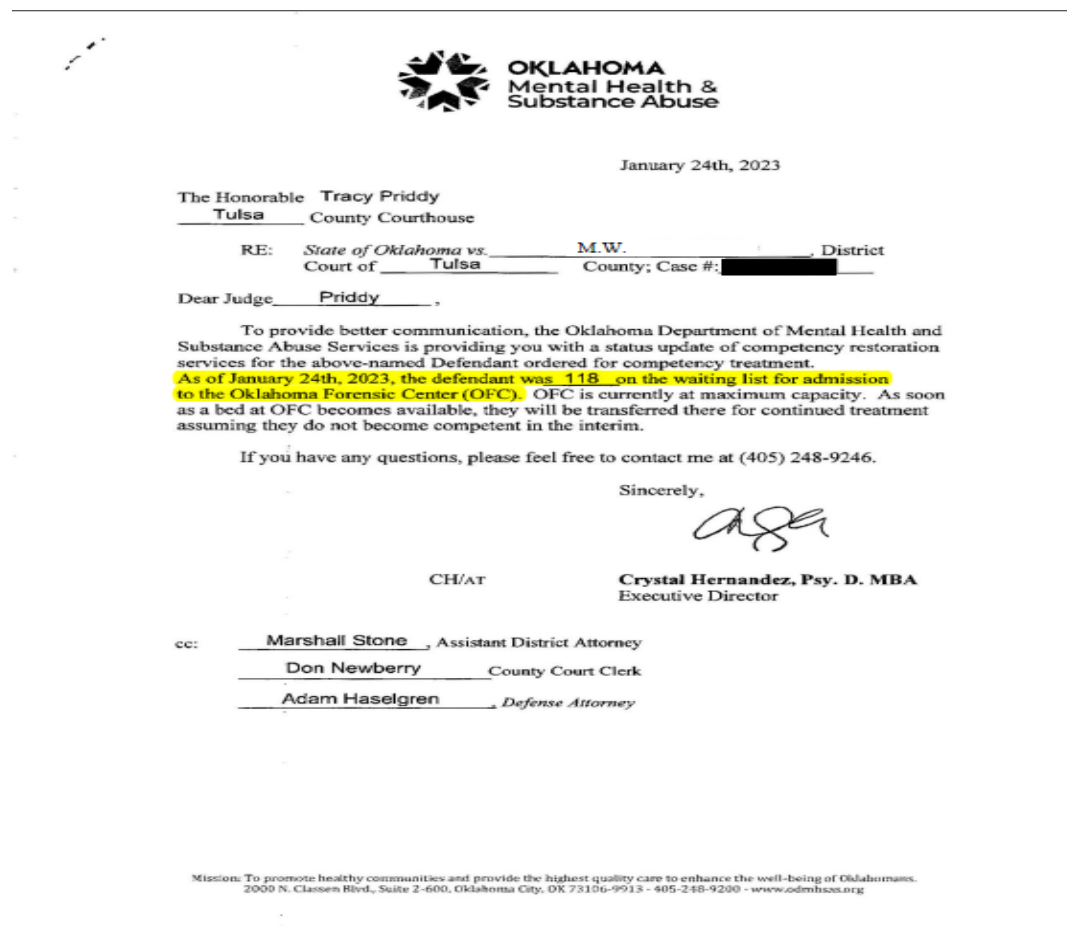 OKLAHOMA
Mental Health &
Substance Abuse
January 24th, 2023
The Honorable Tracy Priddy
Tulsa County Courthouse
RE: State of Oklahoma vs. M.W. , District
Court of Tulsa County; Case #:
Dear Judge Priddy ,
To provide better communication, the Oklahoma Department of Mental Health and
Substance Abuse Services is providing you with a status update of competency restoration
services for the above-named Defendant ordered for competency treatment.
As of January 24th, 2023, the defendant was 118 on the waiting list for admission
to the Oklahoma Forensic Center (OFC). OFC is currently at maximum capacity. As soon
as a bed at OFC becomes available, they will be transferred there for continued treatment
assuming they do not become competent in the interim.
If you have any questions, please feel free to contact me at (405) 248-9246.
Sincerely,
CH/AT
Crystal Hernandez, Psy. D. MBA
Executive Director
cc: Marshall Stone , Assistant District Attorney
Don Newberry County Court Clerk
Adam Haselgren , Defense Attorney
Mission: To promote healthy communities and provide the highest quality care to enhance the well-being of Oklahomans.
2000 N. Classen Blvd., Suite 2-600, Oklahoma City, OK 73106-9913 - 405-248-9200 - www.odmhsas.org